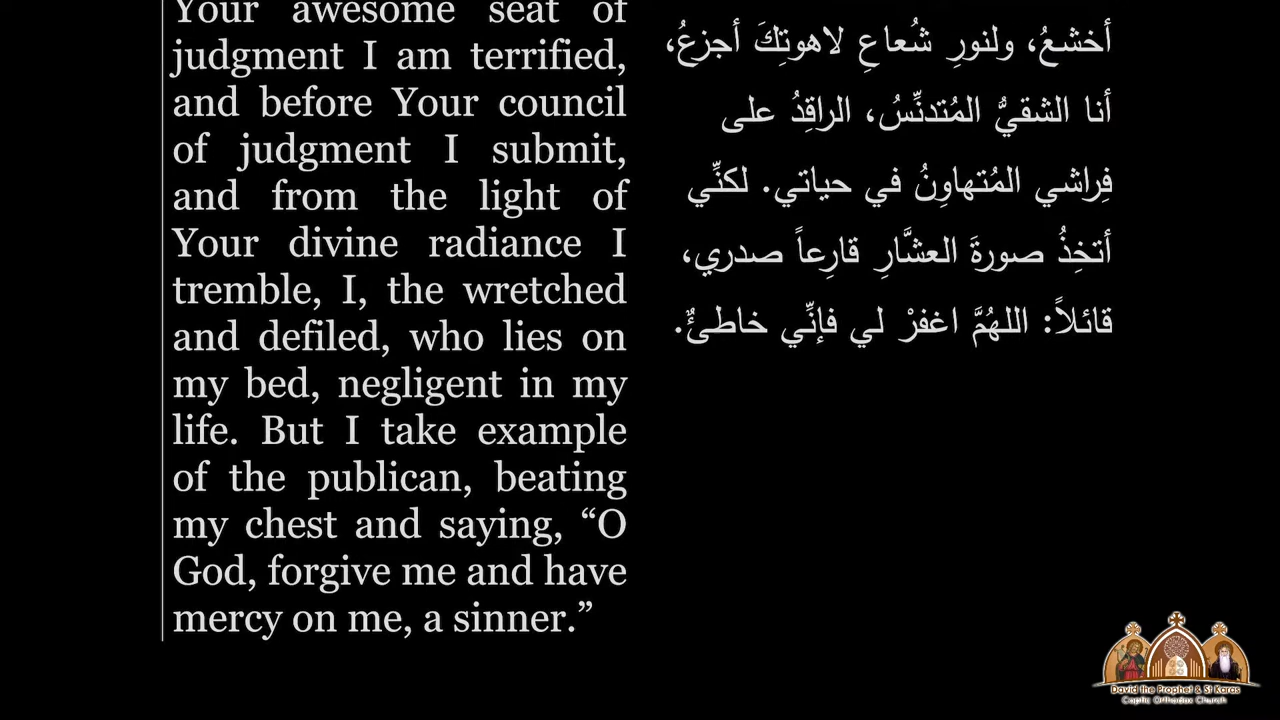 Your awesome seat of
judgment I am terrified,
and before Your council
of judgment I submit,
and from the light of
Your divine radiance I
tremble, I, the wretched
and defiled, who lies on
my bed, negligent in my
life. But I take example
of the publican, beating
my chest and saying, “O
God, forgive me and have
mercy on me, a sinner.”
أخشعُ، ولنورِ شُعاعِ لاهوتِكَ أجزعُ،
أنا الشقيُّ المُتدنِّسُ، الراقِدُ على
فِراشي المُتهاوِنُ في حياتي. لكنِّي
أتخِذُ صورةَ العشَّارِ قارِعاً صدري،
قائلاً: اللهُمَّ اغفرْ لي فإنِّي خاطئٌ.
David the Prophet & St Karas
Coptic Orthodox Church